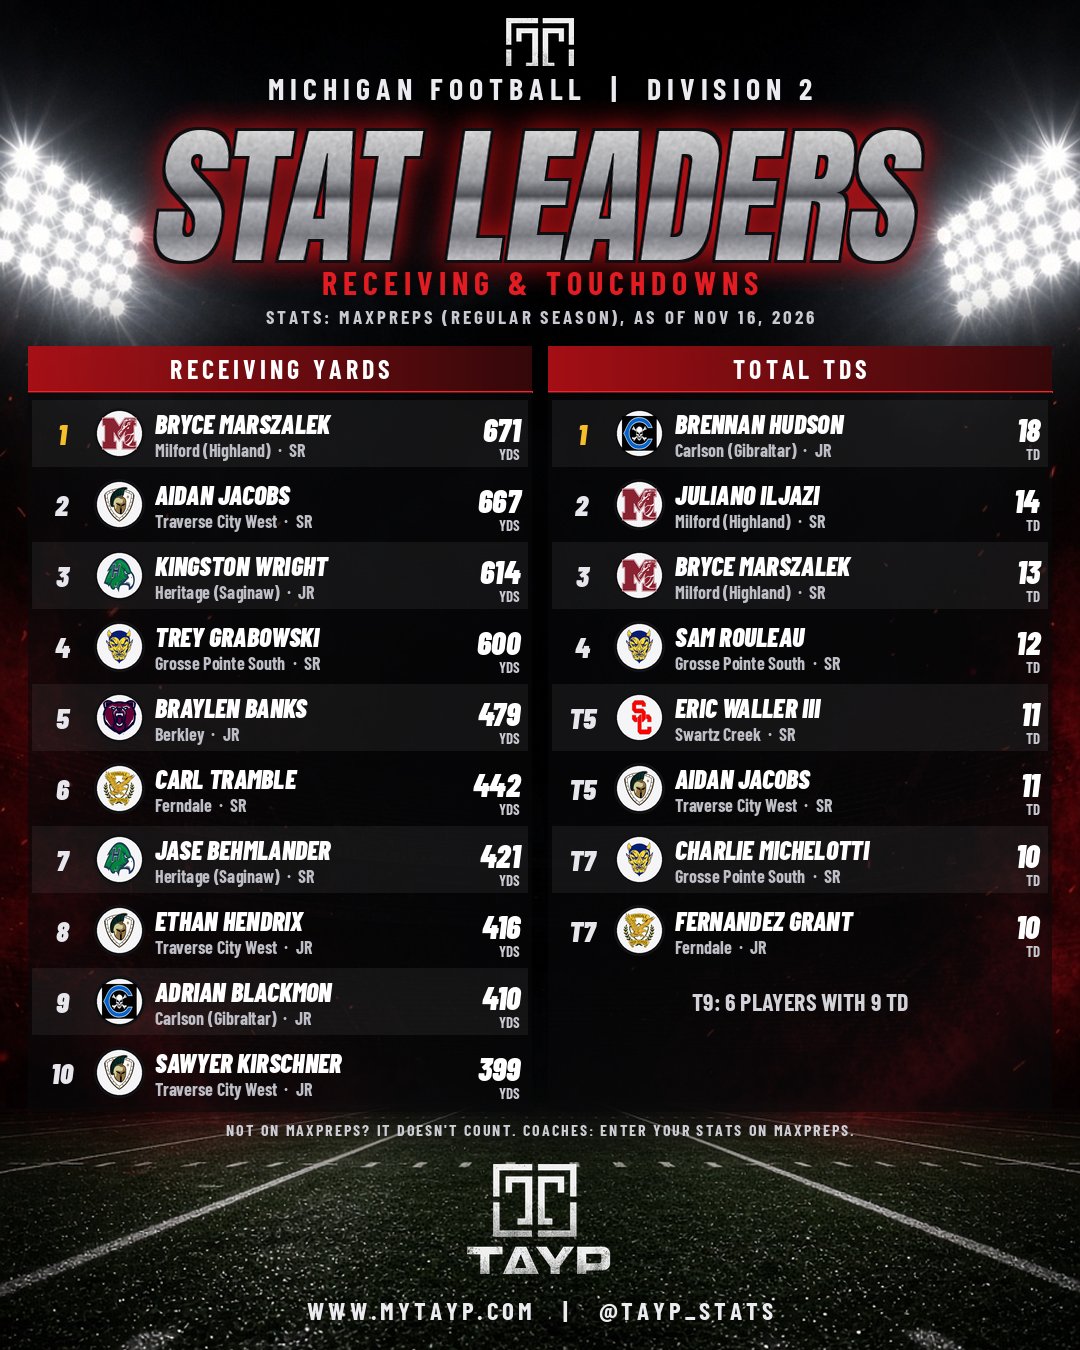 MICHIGAN FOOTBALL | DIVISION 2
STAT LEADERS
RECEIVING & TOUCHDOWNS
STATS: MAXPREPS (REGULAR SEASON), AS OF NOV 16, 2026
RECEIVING YARDS
1 BRYCE MARSZALEK 671
Milford (Highland) · SR YDS
2 AIDAN JACOBS 667
Traverse City West · SR YDS
3 KINGSTON WRIGHT 614
Heritage (Saginaw) · JR YDS
4 TREY GRABOWSKI 600
Grosse Pointe South · SR YDS
5 BRAYLEN BANKS 479
Berkley · JR YDS
6 CARL TRAMBLE 442
Ferndale · SR YDS
7 JASE BEHMLANDER 421
Heritage (Saginaw) · SR YDS
8 ETHAN HENDRIX 416
Traverse City West · JR YDS
9 ADRIAN BLACKMON 410
Carlson (Gibraltar) · JR YDS
10 SAWYER KIRSCHNER 399
Traverse City West · JR YDS
TOTAL TDS
1 BRENNAN HUDSON 18
Carlson (Gibraltar) · JR TD
2 JULIANO ILJAZI 14
Milford (Highland) · SR TD
3 BRYCE MARSZALEK 13
Milford (Highland) · SR TD
4 SAM ROULEAU 12
Grosse Pointe South · SR TD
T5 ERIC WALLER III 11
Swartz Creek · SR TD
T5 AIDAN JACOBS 11
Traverse City West · SR TD
T7 CHARLIE MICHELOTTI 10
Grosse Pointe South · SR TD
T7 FERNANDEZ GRANT 10
Ferndale · JR TD
T9: 6 PLAYERS WITH 9 TD
NOT ON MAXPREPS? IT DOESN'T COUNT. COACHES: ENTER YOUR STATS ON MAXPREPS.
TAYP
WWW.MYTAYP.COM | @TAYP_STATS